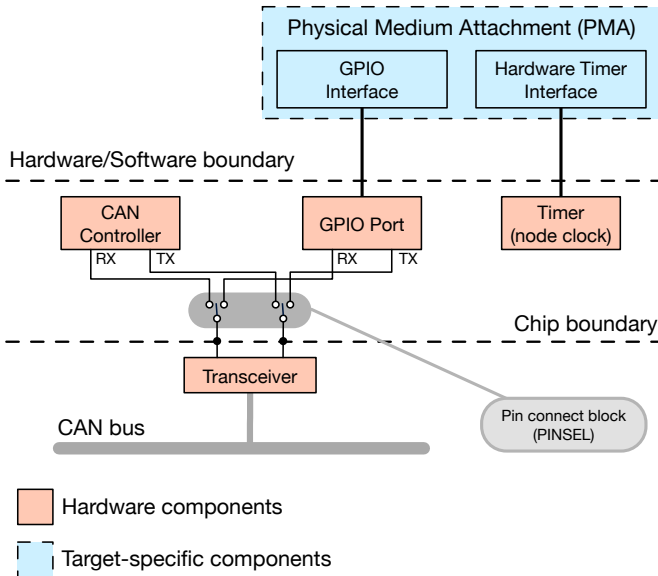 Physical Medium Attachment (PMA)
GPIO
Interface
Hardware Timer
Interface
Hardware/Software boundary
CAN
Controller
GPIO Port
Timer
(node clock)
RX TX
RX TX
Chip boundary
Transceiver
CAN bus
Pin connect block
(PINSEL)
Hardware components
Target-specific components